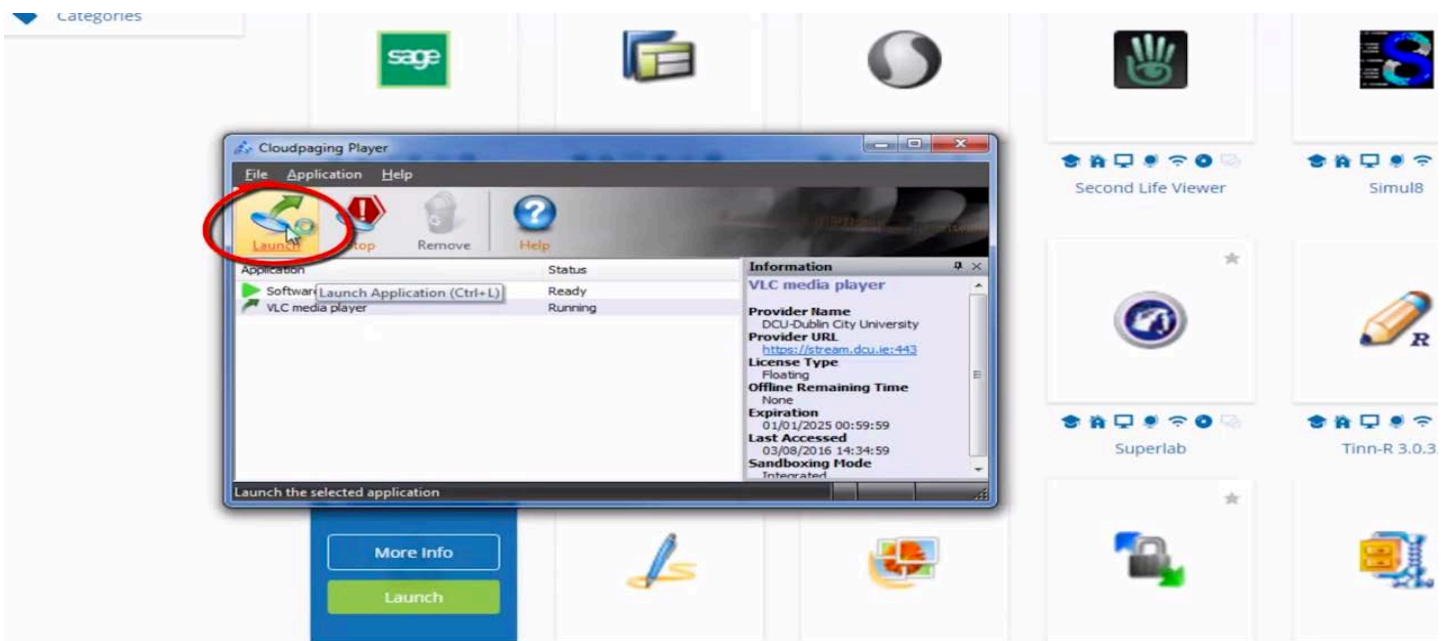 Categories
sage
Cloudpaging Player
File Application Help
Launch Stop Remove Help
Application Status
Software Ready
Launch Application (Ctrl+L)
VLC media player Running
Information
VLC media player
Provider Name
DCU-Dublin City University
Provider URL
https://stream.dcu.ie:443
License Type
Floating
Offline Remaining Time
None
Expiration
01/01/2025 00:59:59
Last Accessed
03/08/2016 14:34:59
Sandboxing Mode
Integrated
Launch the selected application
Second Life Viewer
Simul8
R
Superlab
Tinn-R 3.0.3
More Info
Launch